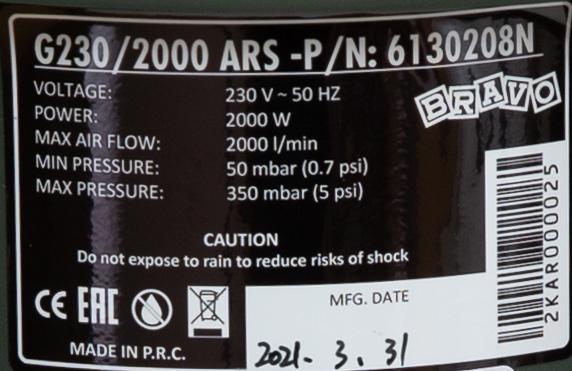 G230/2000 ARS -P/N: 6130208N
BRAVO
VOLTAGE: 230 V ~ 50 HZ
POWER: 2000 W
MAX AIR FLOW: 2000 l/min
MIN PRESSURE: 50 mbar (0.7 psi)
MAX PRESSURE: 350 mbar (5 psi)
2KAR000025
CAUTION
Do not expose to rain to reduce risks of shock
CE EAC
MFG. DATE
MADE IN P.R.C.
2021. 3. 31